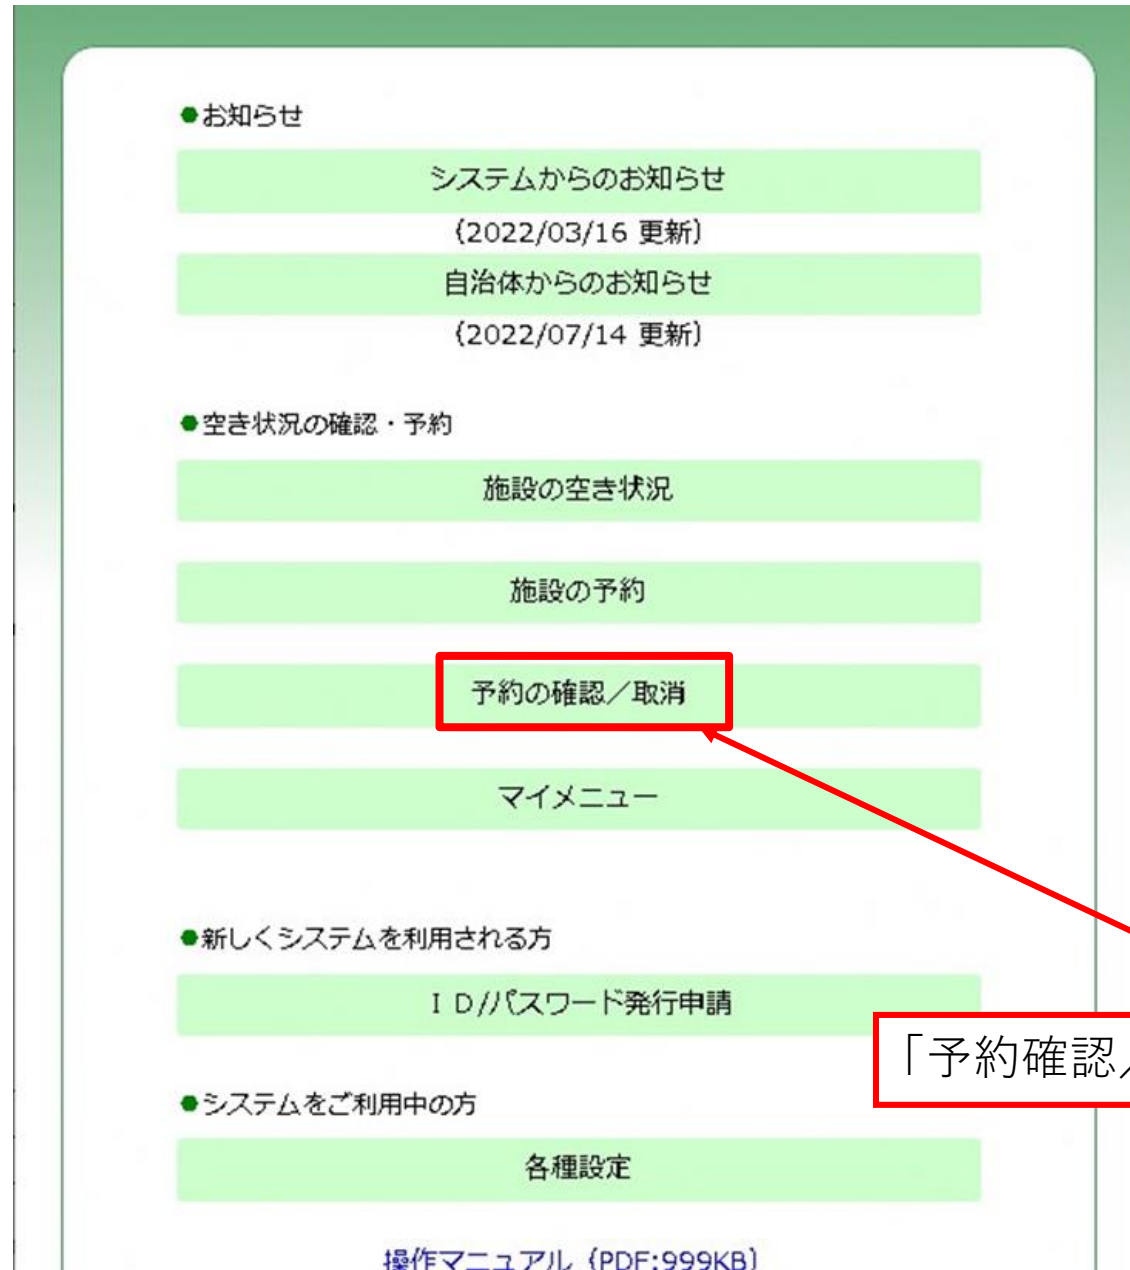 ●お知らせ
システムからのお知らせ
(2022/03/16 更新)
自治体からのお知らせ
(2022/07/14 更新)
●空き状況の確認・予約
施設の空き状況
施設の予約
予約の確認／取消
マイメニュー
●新しくシステムを利用される方
ＩＤ/パスワード発行申請
「予約確認
●システムをご利用中の方
各種設定
操作マニュアル (PDF:999KB)